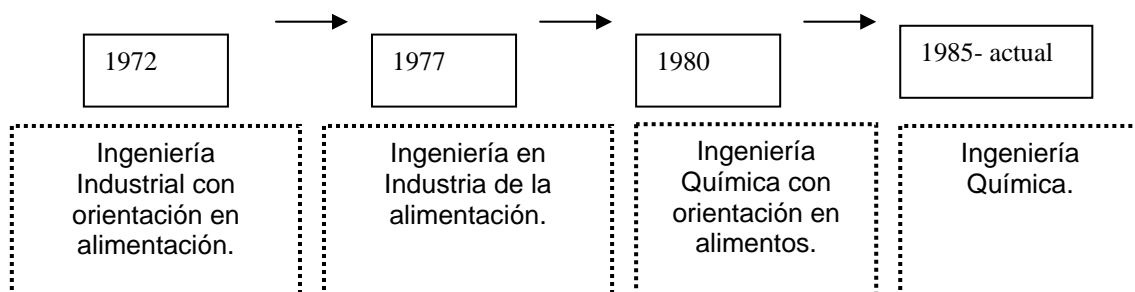 1972
1977
1980
1985- actual
Ingeniería
Industrial con
orientación en
alimentación.
Ingeniería en
Industria de la
alimentación.
Ingeniería
Química con
orientación en
alimentos.
Ingeniería
Química.